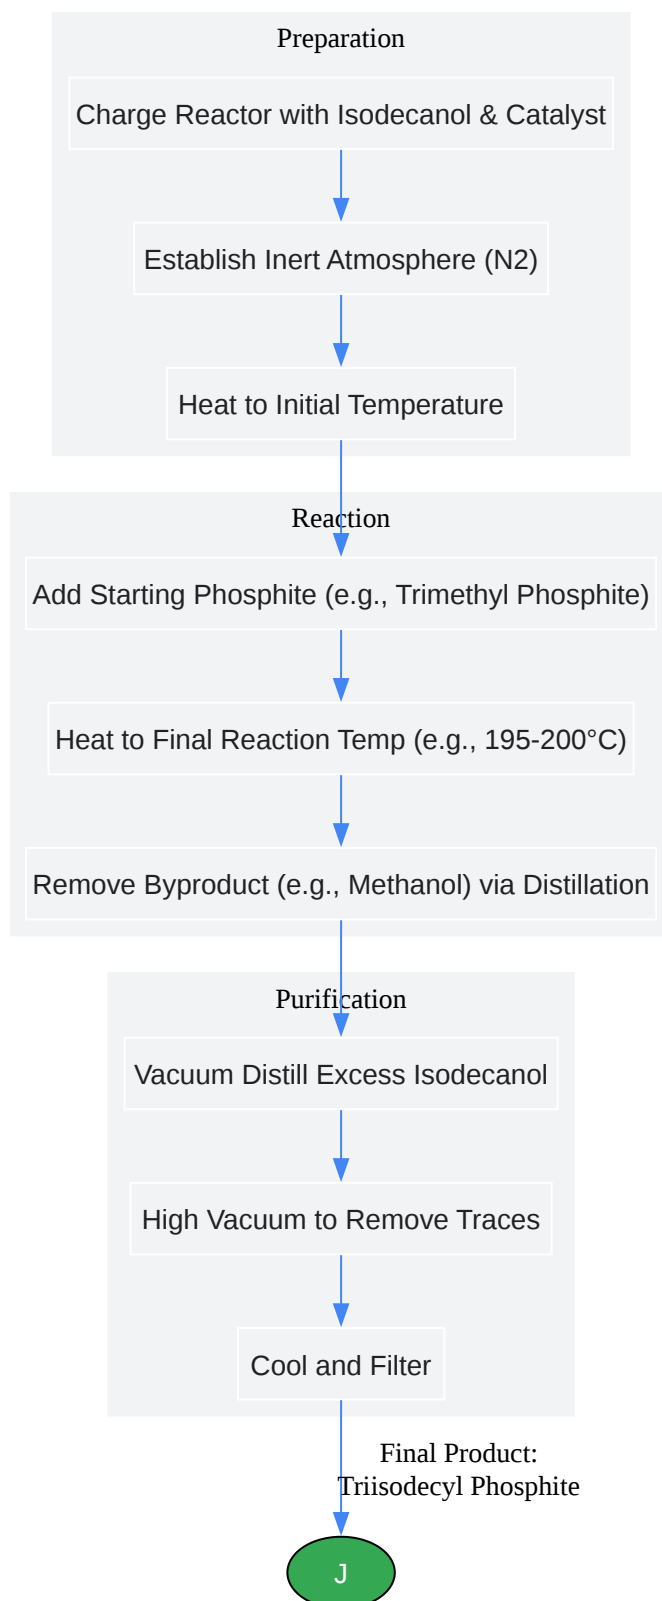 Preparation
Charge Reactor with Isodecanol & Catalyst
Establish Inert Atmosphere (N2)
Heat to Initial Temperature
Reaction
Add Starting Phosphite (e.g., Trimethyl Phosphite)
Heat to Final Reaction Temp (e.g., 195-200°C)
Remove Byproduct (e.g., Methanol) via Distillation
Purification
Vacuum Distill Excess Isodecanol
High Vacuum to Remove Traces
Cool and Filter
Final Product:
Triisodecyl Phosphite
J